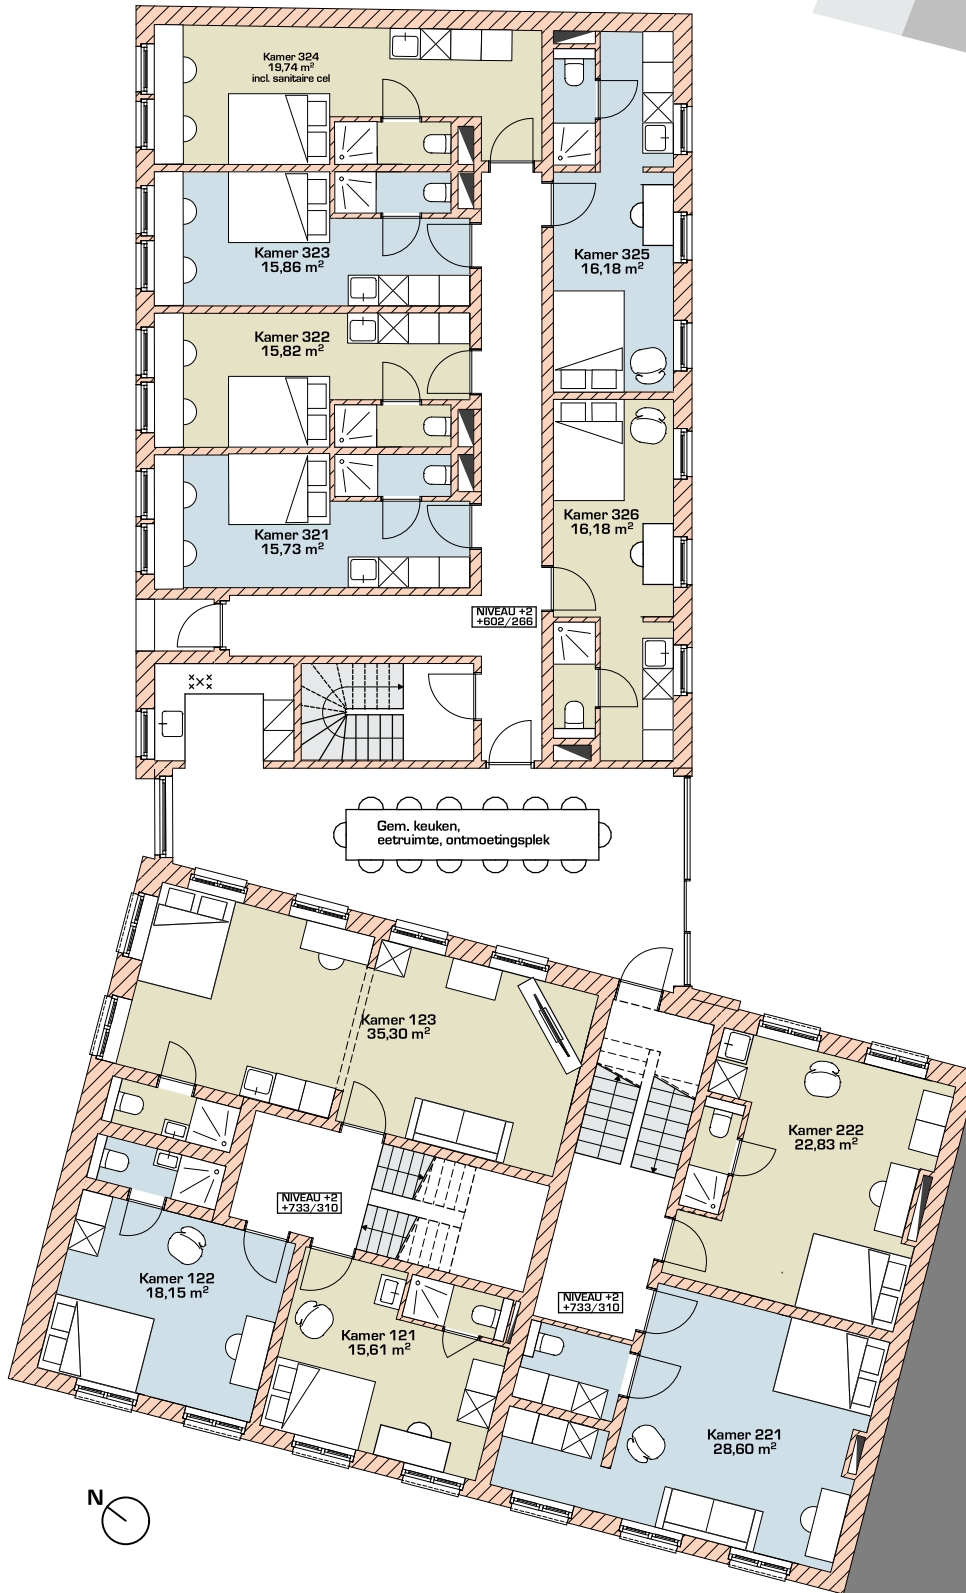 Kamer 324
19,74 m²
incl. sanitaire cel
Kamer 323
15,86 m²
Kamer 325
16,18 m²
Kamer 322
15,82 m²
Kamer 326
16,18 m²
Kamer 321
15,73 m²
NIVEAU +2
+602/266
Gem. keuken,
eetruimte, ontmoetingsplek
Kamer 123
35,30 m²
Kamer 222
22,83 m²
NIVEAU +2
+733/310
Kamer 122
18,15 m²
NIVEAU +2
+733/310
Kamer 121
15,61 m²
Kamer 221
28,60 m²
N